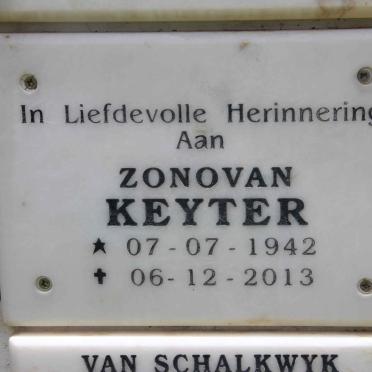 In Liefdevolle Herinnering
Aan
ZONOVAN
KEYTER
★ 07-07-1942
✝ 06-12-2013
VAN SCHALKWYK